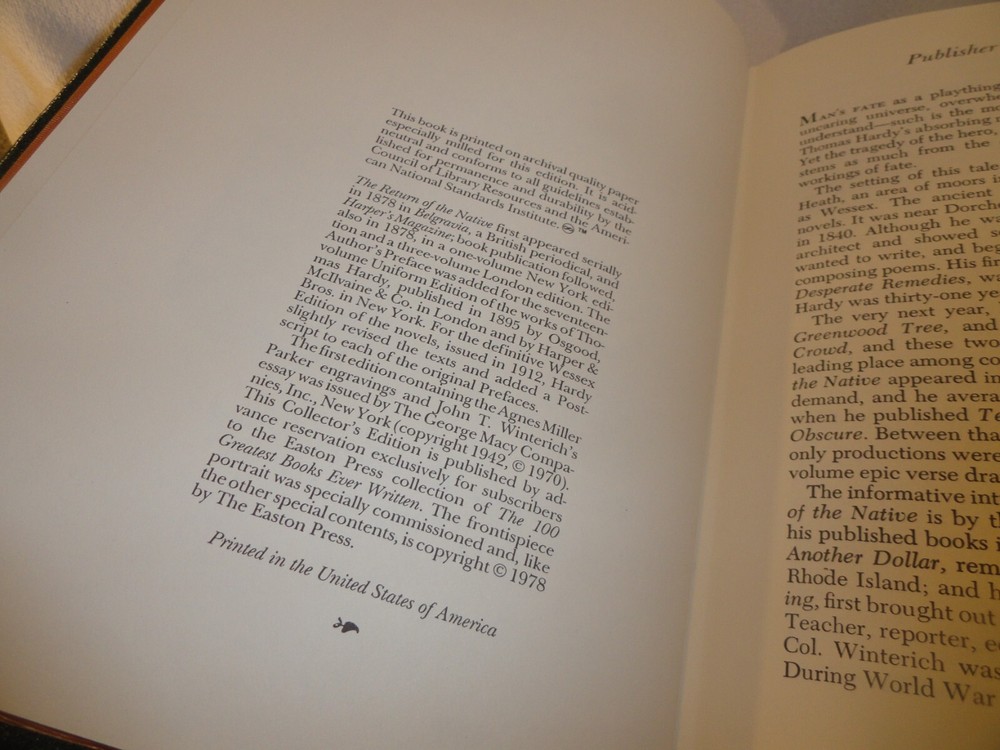 This book is printed on archival quality paper
especially milled for this edition. It is acid-
neutral and conforms to all guidelines estab-
lished for permanence and durability by the
Council of Library Resources and the Ameri-
can National Standards Institute. ™
The Return of the Native first appeared serially
in 1878 in Belgravia, a British periodical, and
Harper's Magazine; book publication followed,
also in 1878, in a one-volume New York edi-
tion and a three-volume London edition. The
Author's Preface was added for the seventeen-
volume Uniform Edition of the works of Tho-
mas Hardy, published in 1895 by Osgood,
McIlvaine & Co. in London and by Harper &
Bros. in New York. For the definitive Wessex
Edition of the novels, issued in 1912, Hardy
slightly revised the texts and added a Post-
script to each of the original Prefaces.
The first edition containing the Agnes Miller
Parker engravings and John T. Winterich's
essay was issued by The George Macy Compa-
nies, Inc., New York (copyright 1942, © 1970).
This Collector's Edition is published by ad-
vance reservation exclusively for subscribers
to the Easton Press collection of The 100
Greatest Books Ever Written. The frontispiece
portrait was specially commissioned and, like
the other special contents, is copyright © 1978
by The Easton Press.
Printed in the United States of America
Publisher
MAN'S FATE as a plaything
uncaring universe, overwh
understand—such is the mo
Thomas Hardy's absorbing
Yet the tragedy of the hero,
stems as much from the
workings of fate.
The setting of this tale
Heath, an area of moors i
as Wessex. The ancient
novels. It was near Dorch
in 1840. Although he wa
architect and showed s
wanted to write, and be
composing poems. His fir
Desperate Remedies, wa
Hardy was thirty-one ye
The very next year,
Greenwood Tree, and
Crowd, and these two
leading place among co
the Native appeared in
demand, and he avera
when he published Te
Obscure. Between tha
only productions were
volume epic verse dra
The informative int
of the Native is by th
his published books i
Another Dollar, rem
Rhode Island; and h
ing, first brought out
Teacher, reporter, e
Col. Winterich was
During World War